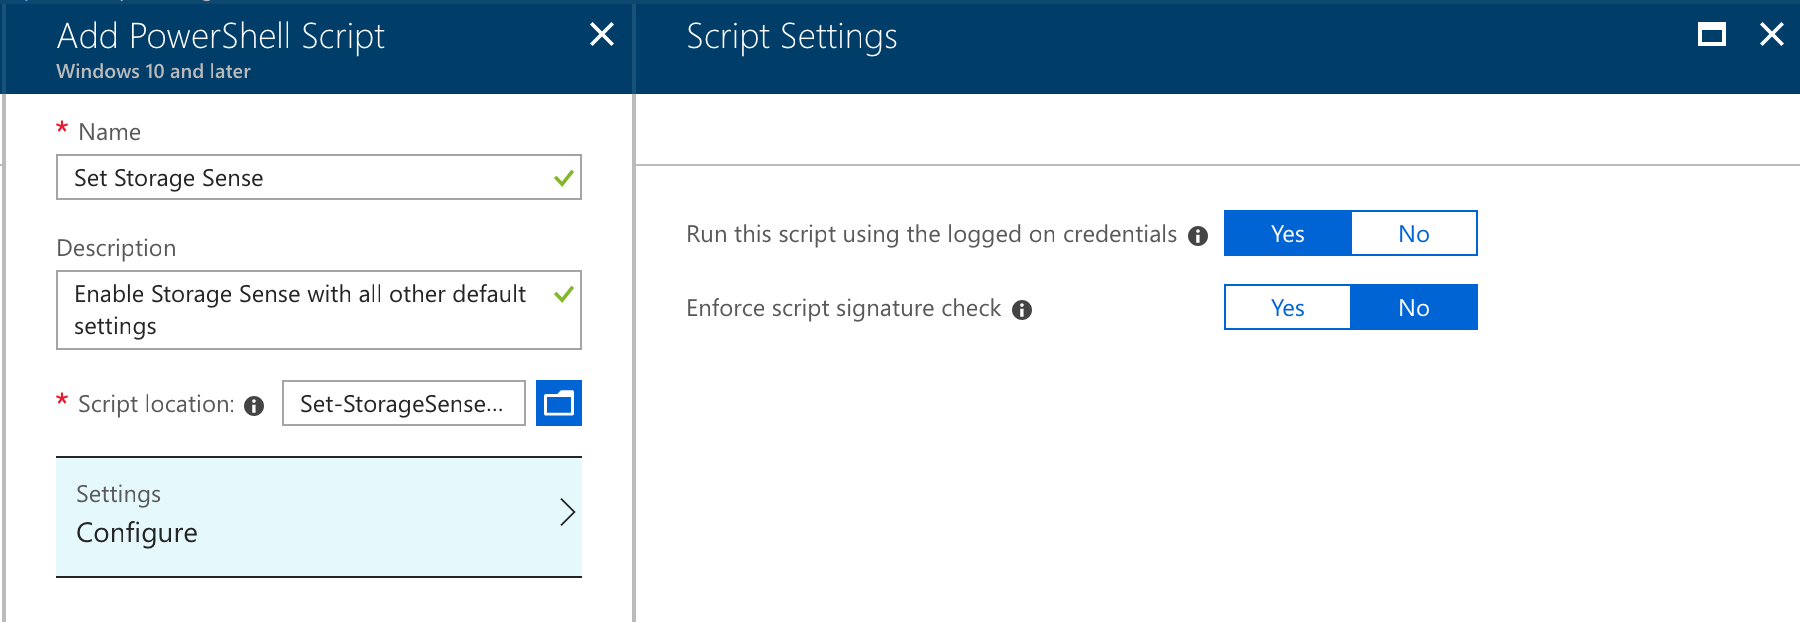 Add PowerShell Script
Windows 10 and later
* Name
Set Storage Sense
Description
Enable Storage Sense with all other default
settings
* Script location:
Set-StorageSense...
Settings
Configure
Script Settings
Run this script using the logged on credentials
Yes
No
Enforce script signature check
Yes
No